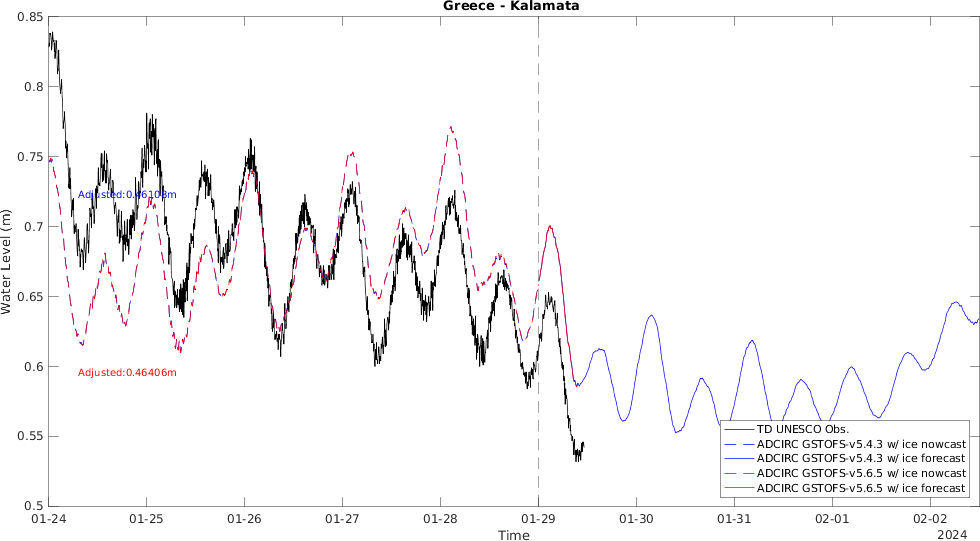 Greece - Kalamata
0.85
0.8
0.75
0.7
0.65
0.6
0.55
0.5
Water Level (m)
Adjusted:0.46108m
Adjusted:0.46406m
TD UNESCO Obs.
ADCIRC GSTOFS-v5.4.3 w/ ice nowcast
ADCIRC GSTOFS-v5.4.3 w/ ice forecast
ADCIRC GSTOFS-v5.6.5 w/ ice nowcast
ADCIRC GSTOFS-v5.6.5 w/ ice forecast
01-24 01-25 01-26 01-27 01-28 01-29 01-30 01-31 02-01 02-02
Time
2024